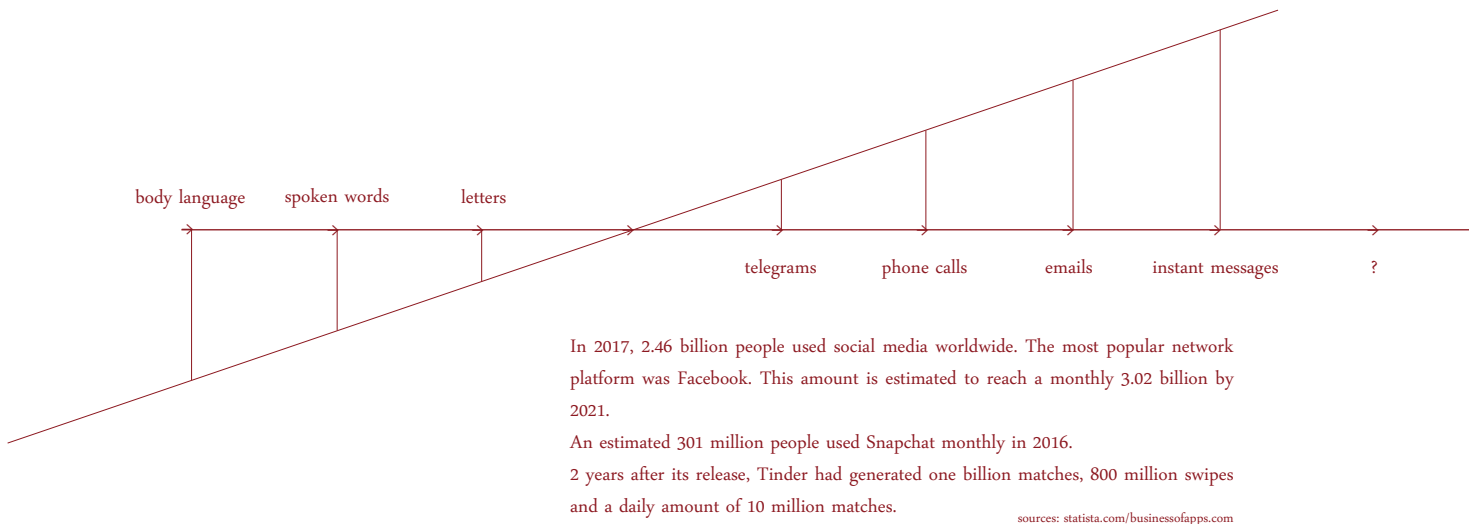 body language
spoken words
letters
telegrams
phone calls
emails
instant messages
?
In 2017, 2.46 billion people used social media worldwide. The most popular network
platform was Facebook. This amount is estimated to reach a monthly 3.02 billion by
2021.
An estimated 301 million people used Snapchat monthly in 2016.
2 years after its release, Tinder had generated one billion matches, 800 million swipes
and a daily amount of 10 million matches.
sources: statista.com/businessofapps.com